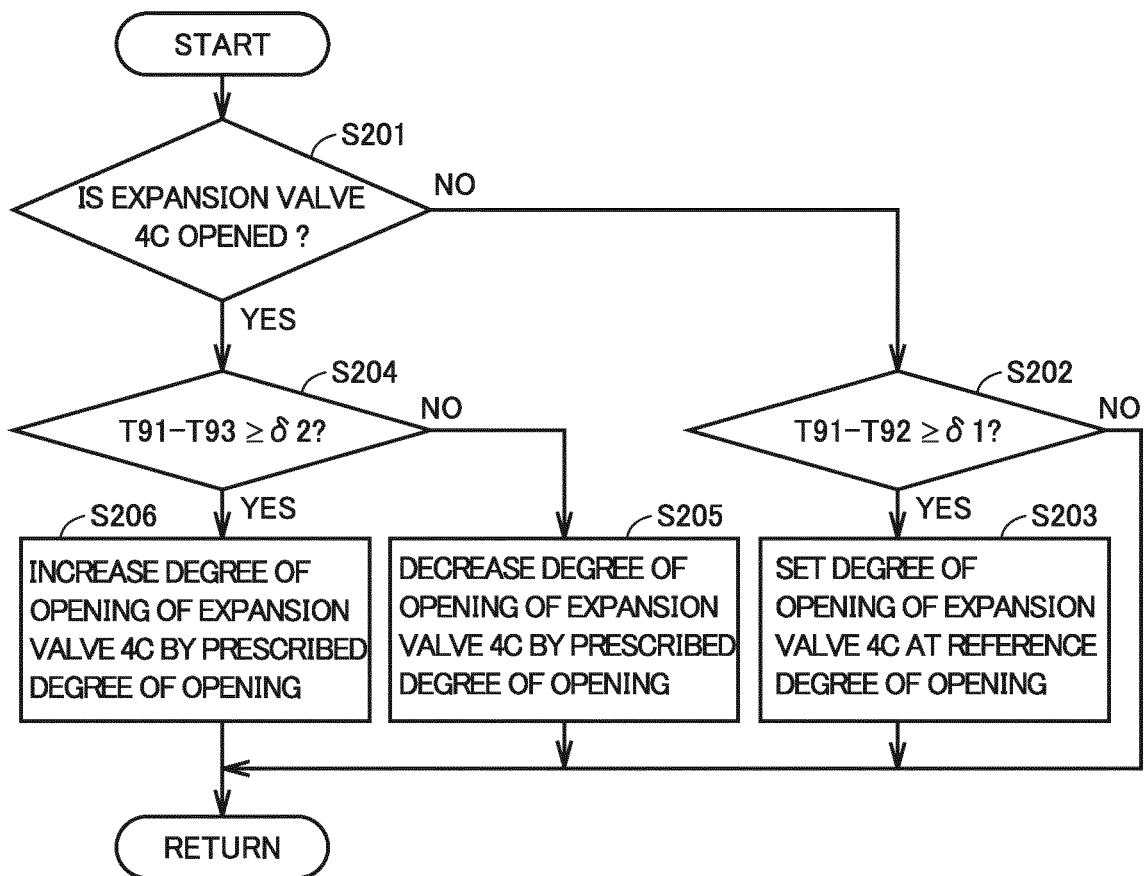 START
S201
IS EXPANSION VALVE
4C OPENED ?
NO
YES
S204
T91-T93 ≥ δ 2?
NO
S202
T91-T92 ≥ δ 1?
NO
YES
S206
INCREASE DEGREE OF
OPENING OF EXPANSION
VALVE 4C BY PRESCRIBED
DEGREE OF OPENING
S205
DECREASE DEGREE OF
OPENING OF EXPANSION
VALVE 4C BY PRESCRIBED
DEGREE OF OPENING
YES
S203
SET DEGREE OF
OPENING OF EXPANSION
VALVE 4C AT REFERENCE
DEGREE OF OPENING
RETURN